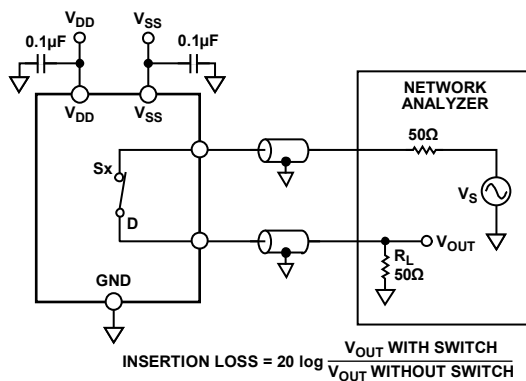 VDD
VSS
0.1µF
0.1µF
VDD
VSS
NETWORK
ANALYZER
50Ω
Sx
VS
D
VOUT
RL
50Ω
GND
INSERTION LOSS = 20 log VOUT WITH SWITCH
VOUT WITHOUT SWITCH